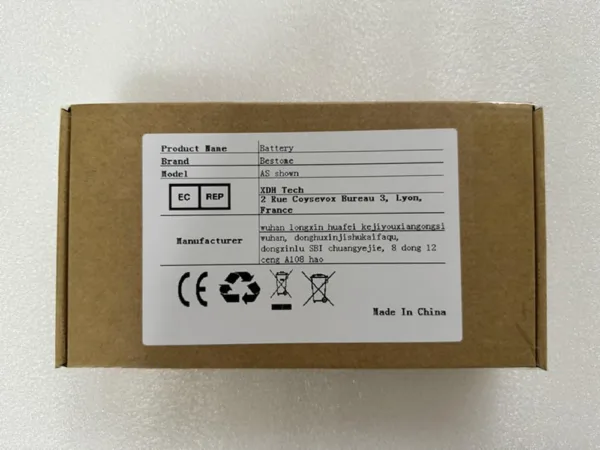 Product Name Battery
Brand Bestome
Model AS shown
EC REP
XDH Tech
2 Rue Coysevox Bureau 3, Lyon,
France
Manufacturer
wuhan longxin huafei kejiyouxiangongsi
wuhan, donghuxinjishukaifaqu,
dongxinlu SBI chuangyejie, 8 dong 12
ceng A108 hao
CE
Made In China